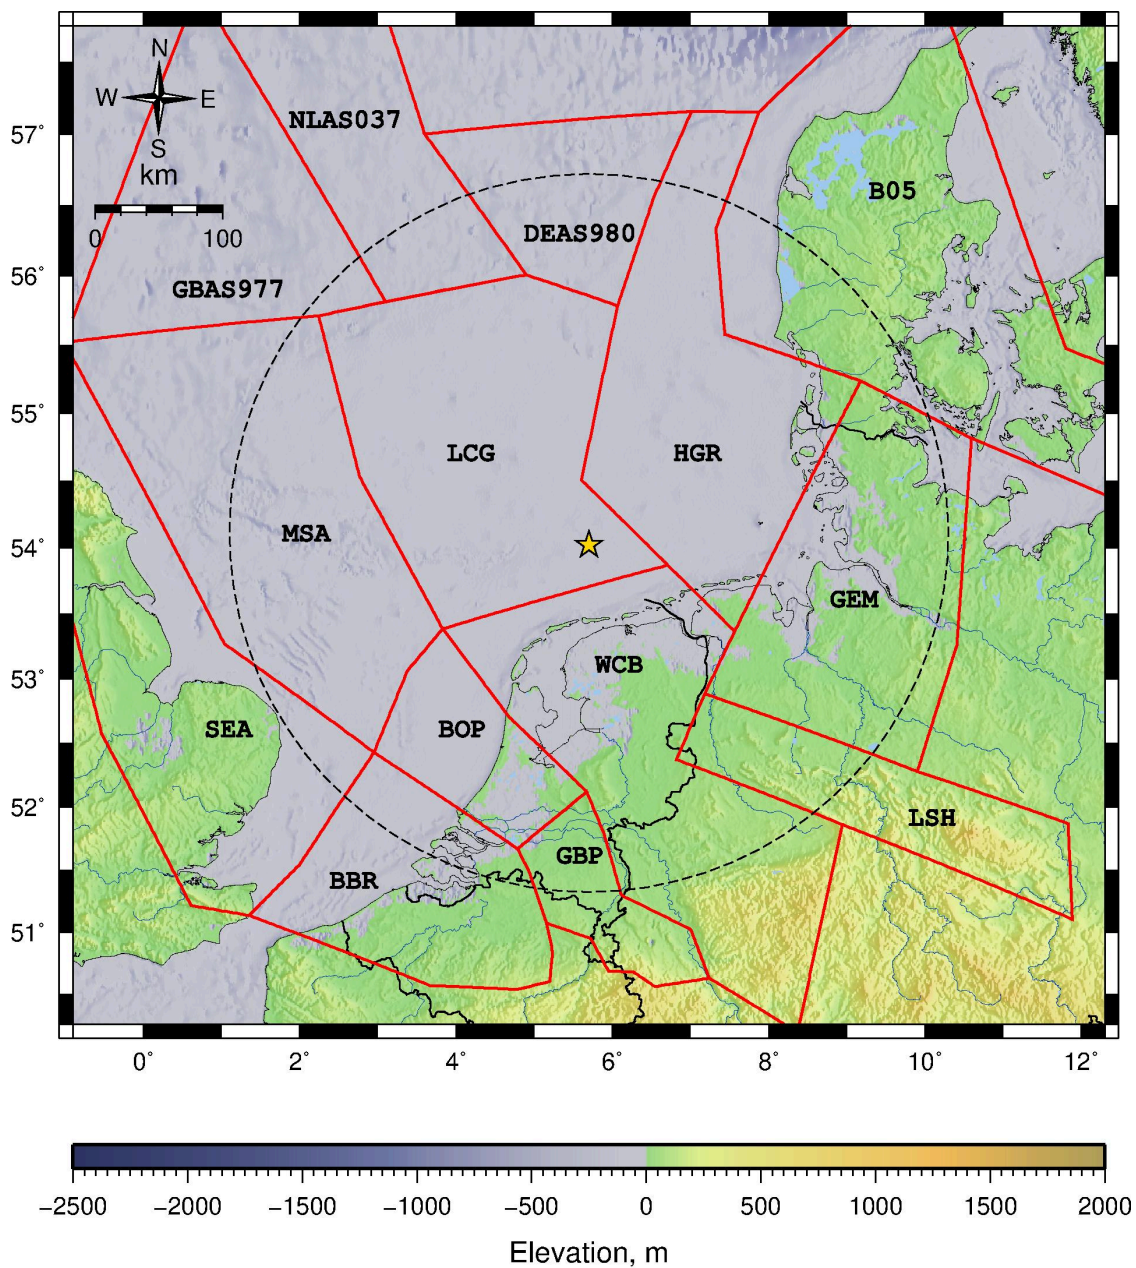 N
W E
S
km
0 100
NLAS037
DEAS980
B05
GBAS977
LCG
HGR
MSA
GEM
WCB
SEA
BOP
LSH
GBP
BBR
57°
56°
55°
54°
53°
52°
51°
0° 2° 4° 6° 8° 10° 12°
−2500 −2000 −1500 −1000 −500 0 500 1000 1500 2000
Elevation, m